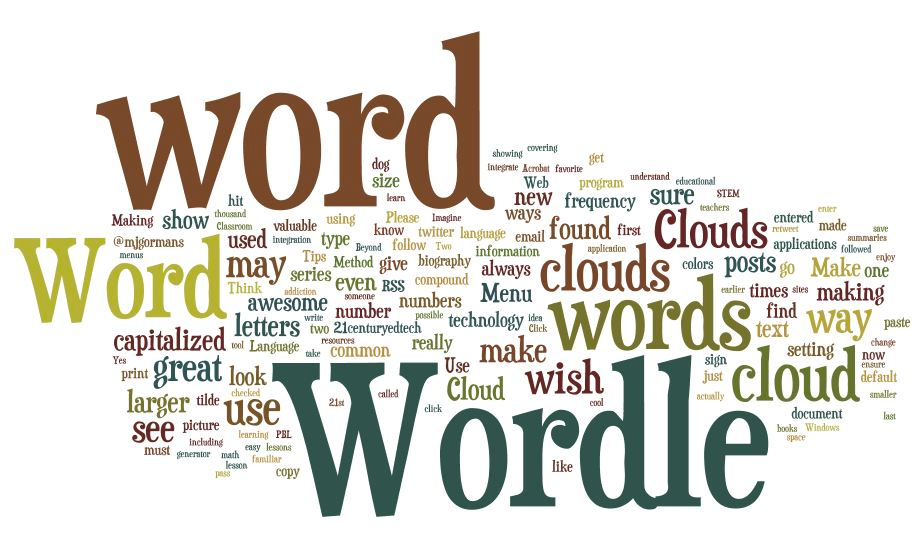 word
showing
covering
integrate
Acrobat
favorite
get
dog
size
learn
Web
program
understand
educational
new
frequency
sure
STEM
hit
thousand
Making
show
Classroom
valuable
using
Please
Imagine
ways
found
first
Clouds
teachers
entered
enter
@mjgormans
menus
used
integration
type
know
twitter
language
email
retweet
made
save
Beyond
follow
Two
information
application
applications
summaries
followed
enjoy
Word
may
Tips
series
Method
give
biography
always
clouds
colors
posts
go
Make
one
Think
addiction
even
RSS
compound
Menu
earlier
times
sites
making
awesome
someone
numbers
words
find
way
paste
letters
write
number
possible
two
21centuryedtech
technology
idea
Click
text
capitalized
tool
Language
resources
take
common
really
make
sign
setting
change
now
ensure
Yes
print
great
look
checked
Use
wish
just
cloud
default
larger
tilde
use
21st
called
click
Cloud
cool
actually
smaller
see
picture
learning
PBL
Wordle
document
last
books
Windows
space
must
including
generator
math
easy
lessons
lesson
familiar
pass
copy
like